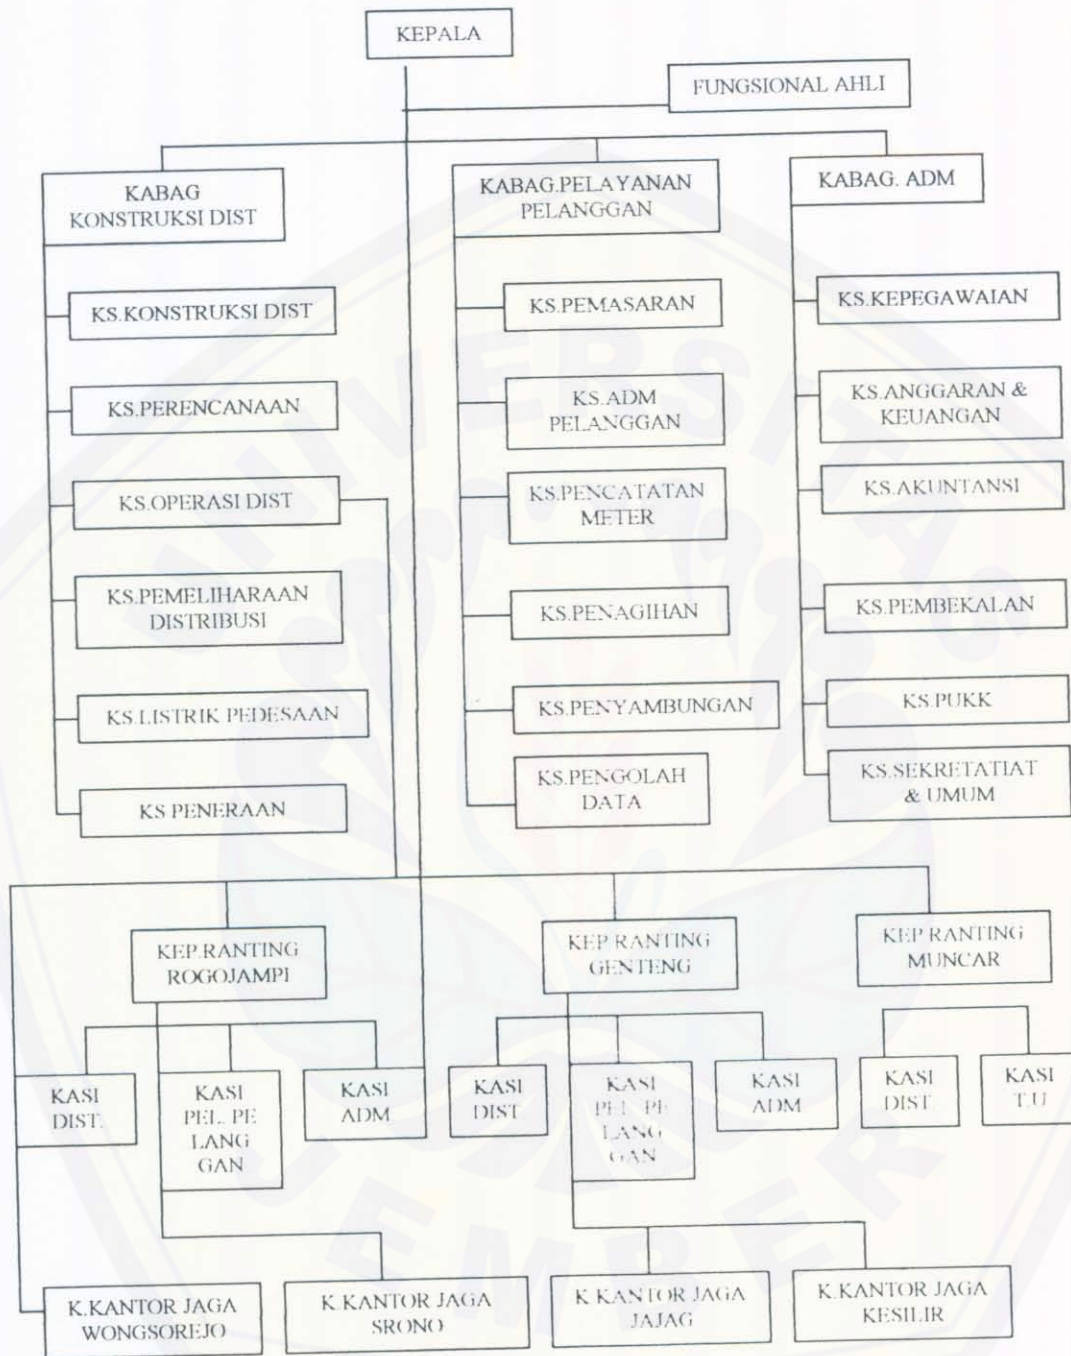 KEPALA
FUNGSIONAL AHLI
KABAG
KONSTRUKSI DIST
KABAG.PELAYANAN
PELANGGAN
KABAG. ADM
KS.KONSTRUKSI DIST
KS.PERENCANAAN
KS.OPERASI DIST
KS.PEMELIHARAAN
DISTRIBUSI
KS.LISTRIK PEDESAAN
KS PENERAAN
KS.PEMASARAN
KS.ADM
PELANGGAN
KS.PENCATATAN
METER
KS.PENAGIHAN
KS.PENYAMBUNGAN
KS.PENGOLAH
DATA
KS.KEPEGAWAIAN
KS.ANGGARAN &
KEUANGAN
KS.AKUNTANSI
KS.PEMBEKALAN
KS.PUKK
KS.SEKRETATIAT
& UMUM
KEP.RANTING
ROGOJAMPI
KEP RANTING
GENTENG
KEP RANTING
MUNCAR
KASI
DIST.
KASI
PEL. PE
LANG
GAN
KASI
ADM
KASI
DIST
KASI
PEL. PE
LANG
GAN
KASI
ADM
KASI
DIST
KASI
T.U
K.KANTOR JAGA
WONGSOREJO
K.KANTOR JAGA
SRONO
K KANTOR JAGA
JAJAG
K.KANTOR JAGA
KESILIR
UNIVERSITAS
JEMBER